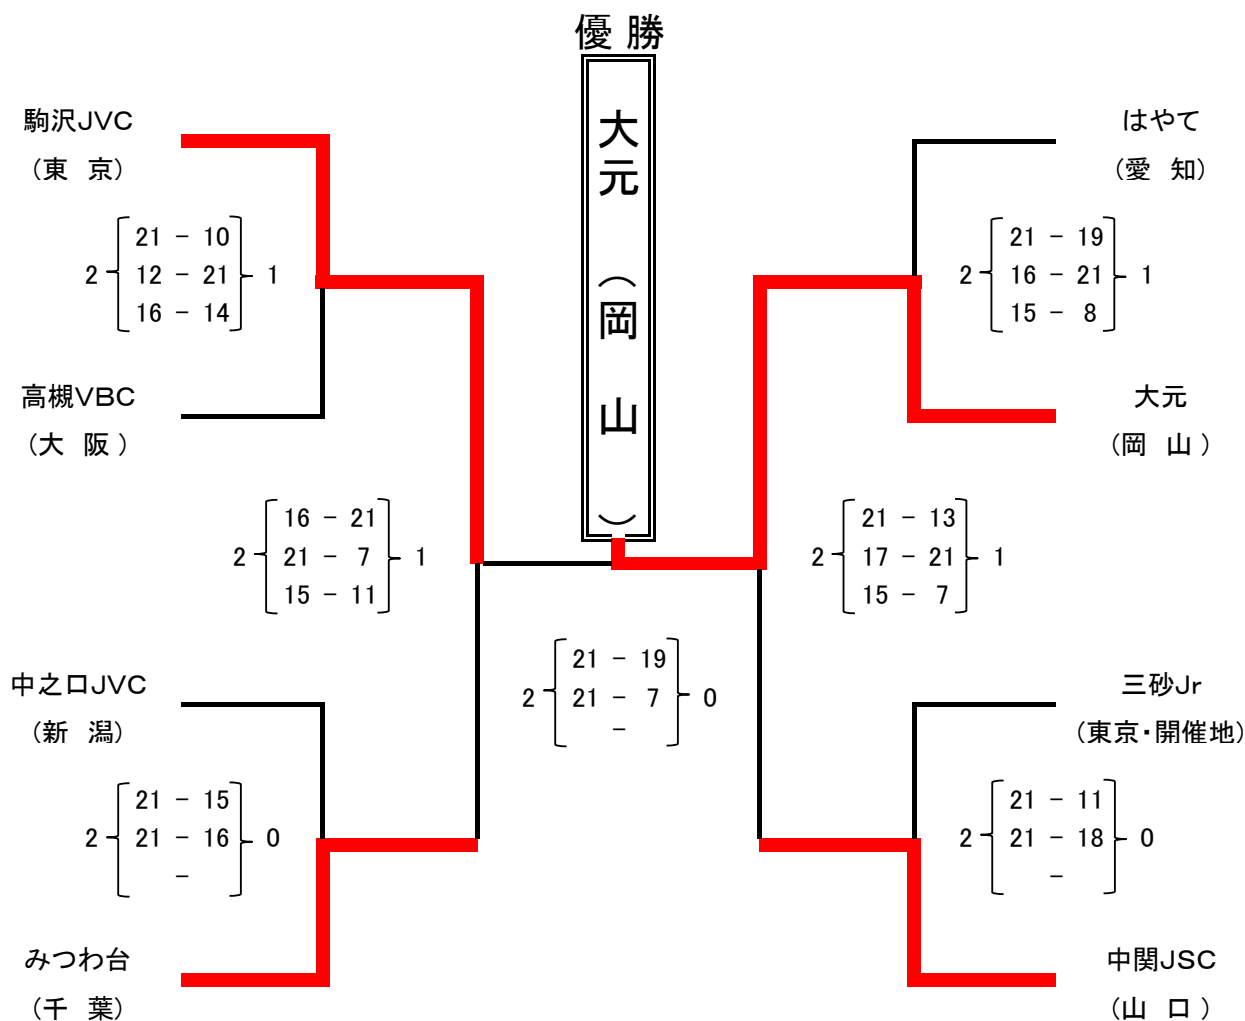 優勝
大元（岡山）
駒沢JVC
（東京）
2 21 - 10 1
12 - 21
16 - 14
高槻VBC
（大阪）
2 16 - 21 1
21 - 7
15 - 11
中之口JVC
（新潟）
2 21 - 15 0
21 - 16
-
みつわ台
（千葉）
2 21 - 19 0
21 - 7
-
はやて
（愛知）
2 21 - 19 1
16 - 21
15 - 8
大元
（岡山）
2 21 - 13 1
17 - 21
15 - 7
三砂Jr
（東京・開催地）
2 21 - 11 0
21 - 18
-
中関JSC
（山口）